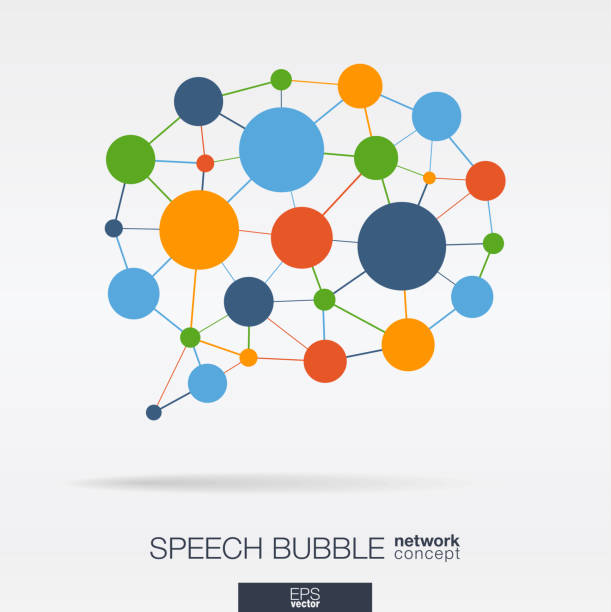 SPEECH BUBBLE network
concept
EPS
vector